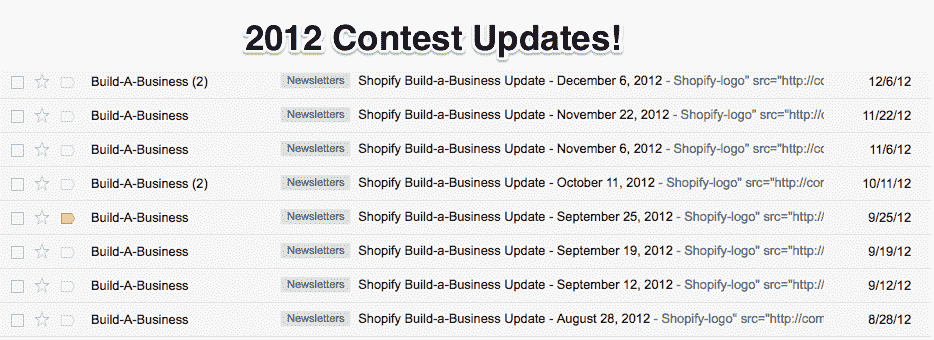 2012 Contest Updates!
Build-A-Business (2) Newsletters Shopify Build-a-Business Update - December 6, 2012 - Shopify-logo" src="http://co 12/6/12
Build-A-Business Newsletters Shopify Build-a-Business Update - November 22, 2012 - Shopify-logo" src="http://c 11/22/12
Build-A-Business Newsletters Shopify Build-a-Business Update - November 6, 2012 - Shopify-logo" src="http://co 11/6/12
Build-A-Business (2) Newsletters Shopify Build-a-Business Update - October 11, 2012 - Shopify-logo" src="http://com 10/11/12
Build-A-Business Newsletters Shopify Build-a-Business Update - September 25, 2012 - Shopify-logo" src="http:/ 9/25/12
Build-A-Business Newsletters Shopify Build-a-Business Update - September 19, 2012 - Shopify-logo" src="http:/ 9/19/12
Build-A-Business Newsletters Shopify Build-a-Business Update - September 12, 2012 - Shopify-logo" src="http:/ 9/12/12
Build-A-Business Newsletters Shopify Build-a-Business Update - August 28, 2012 - Shopify-logo" src="http://com 8/28/12